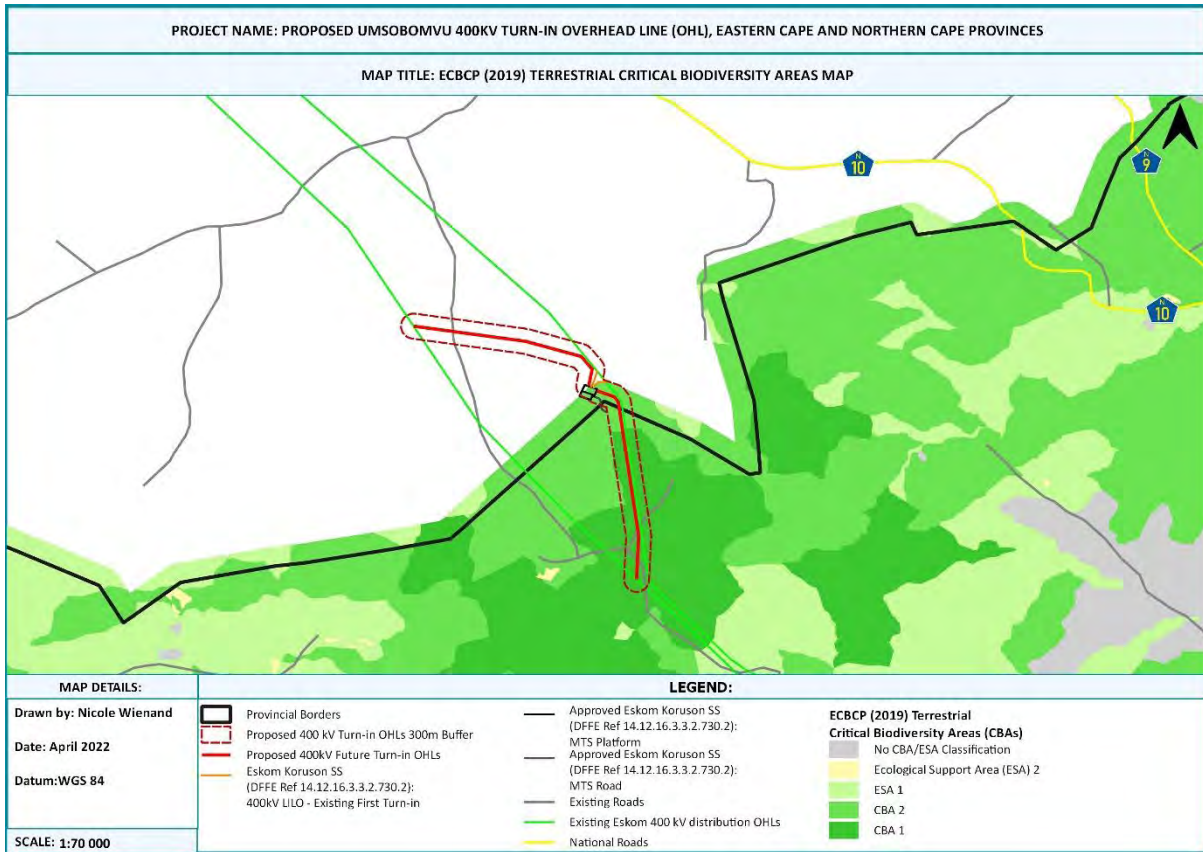 PROJECT NAME: PROPOSED UMSOBOMVU 400KV TURN-IN OVERHEAD LINE (OHL), EASTERN CAPE AND NORTHERN CAPE PROVINCES
MAP TITLE: ECBCP (2019) TERRESTRIAL CRITICAL BIODIVERSITY AREAS MAP
N
10
N
9
N
10
MAP DETAILS:
Drawn by: Nicole Wienand
Date: April 2022
Datum:WGS 84
SCALE: 1:70 000
LEGEND:
Provincial Borders
Proposed 400 kV Turn-in OHLs 300m Buffer
Proposed 400kV Future Turn-in OHLs
Eskom Koruson SS
(DFFE Ref 14.12.16.3.3.2.730.2):
400kV LILO - Existing First Turn-in
Approved Eskom Koruson SS
(DFFE Ref 14.12.16.3.3.2.730.2):
MTS Platform
Approved Eskom Koruson SS
(DFFE Ref 14.12.16.3.3.2.730.2):
MTS Road
Existing Roads
Existing Eskom 400 kV distribution OHLs
National Roads
ECBCP (2019) Terrestrial
Critical Biodiversity Areas (CBAs)
No CBA/ESA Classification
Ecological Support Area (ESA) 2
ESA 1
CBA 2
CBA 1